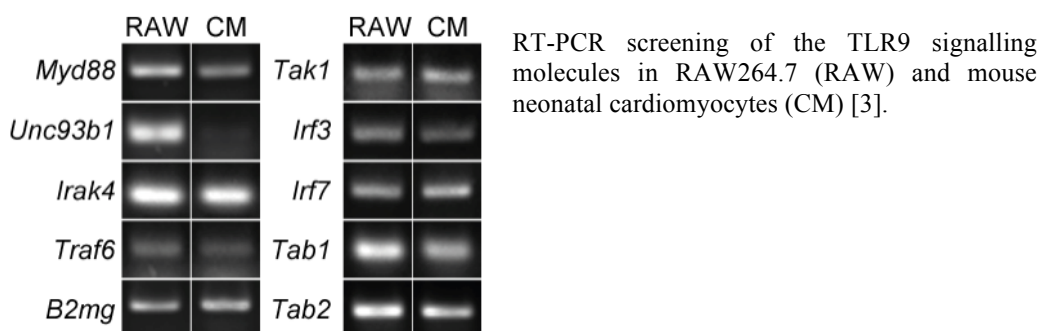 RAW CM
Myd88
Unc93b1
Irak4
Traf6
B2mg
RAW CM
Tak1
Irf3
Irf7
Tab1
Tab2
RT-PCR screening of the TLR9 signalling
molecules in RAW264.7 (RAW) and mouse
neonatal cardiomyocytes (CM) [3].